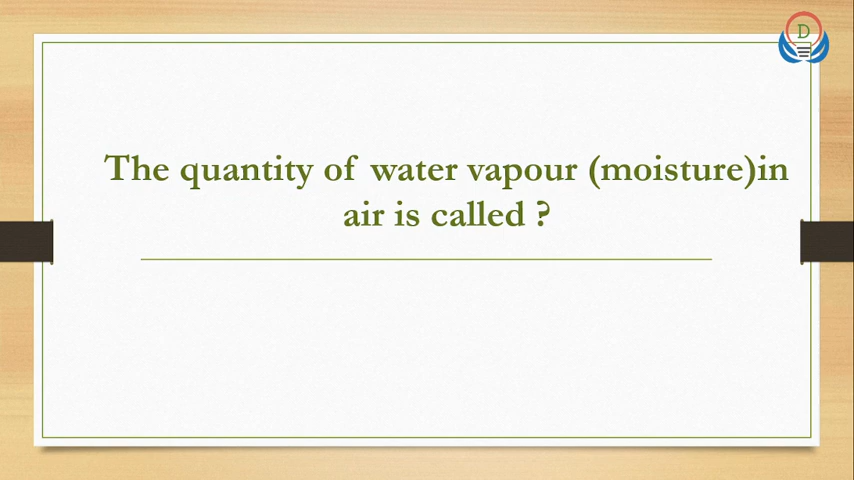 D
The quantity of water vapour (moisture)in
air is called ?